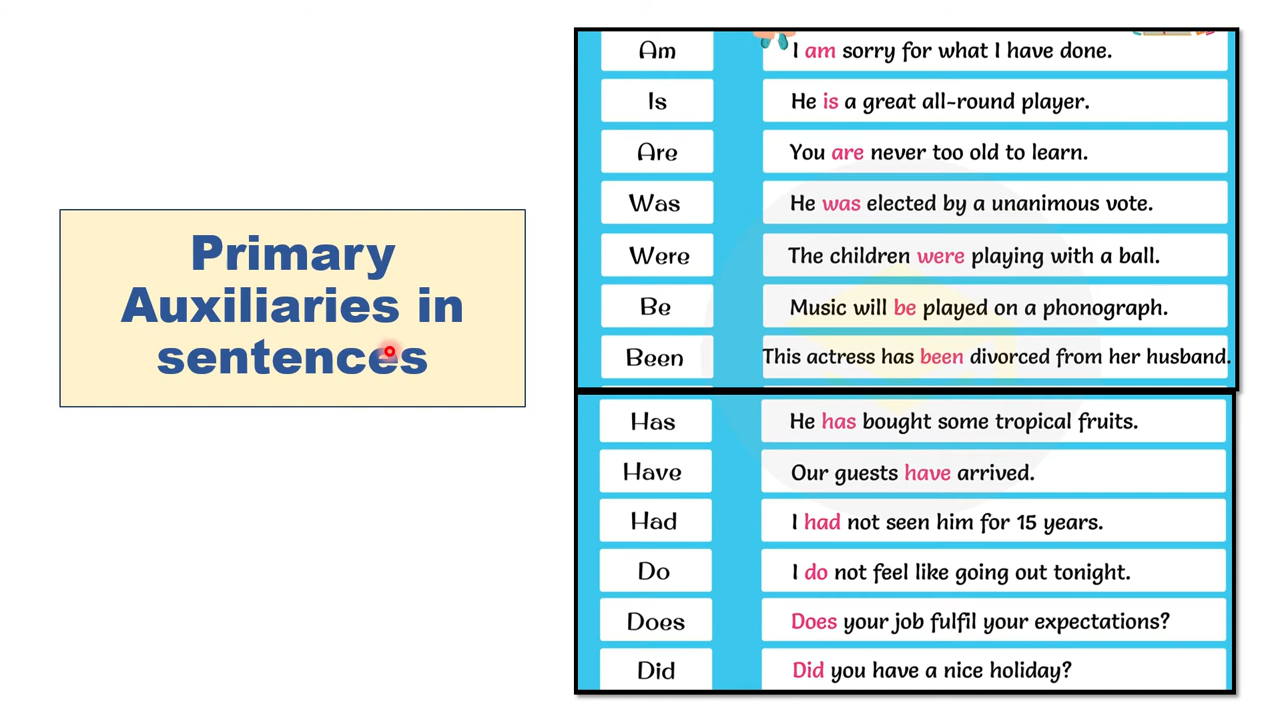 Primary
Auxiliaries in
sentences
Am I am sorry for what I have done.
Is He is a great all-round player.
Are You are never too old to learn.
Was He was elected by a unanimous vote.
Were The children were playing with a ball.
Be Music will be played on a phonograph.
Been This actress has been divorced from her husband.
Has He has bought some tropical fruits.
Have Our guests have arrived.
Had I had not seen him for 15 years.
Do I do not feel like going out tonight.
Does Does your job fulfil your expectations?
Did Did you have a nice holiday?